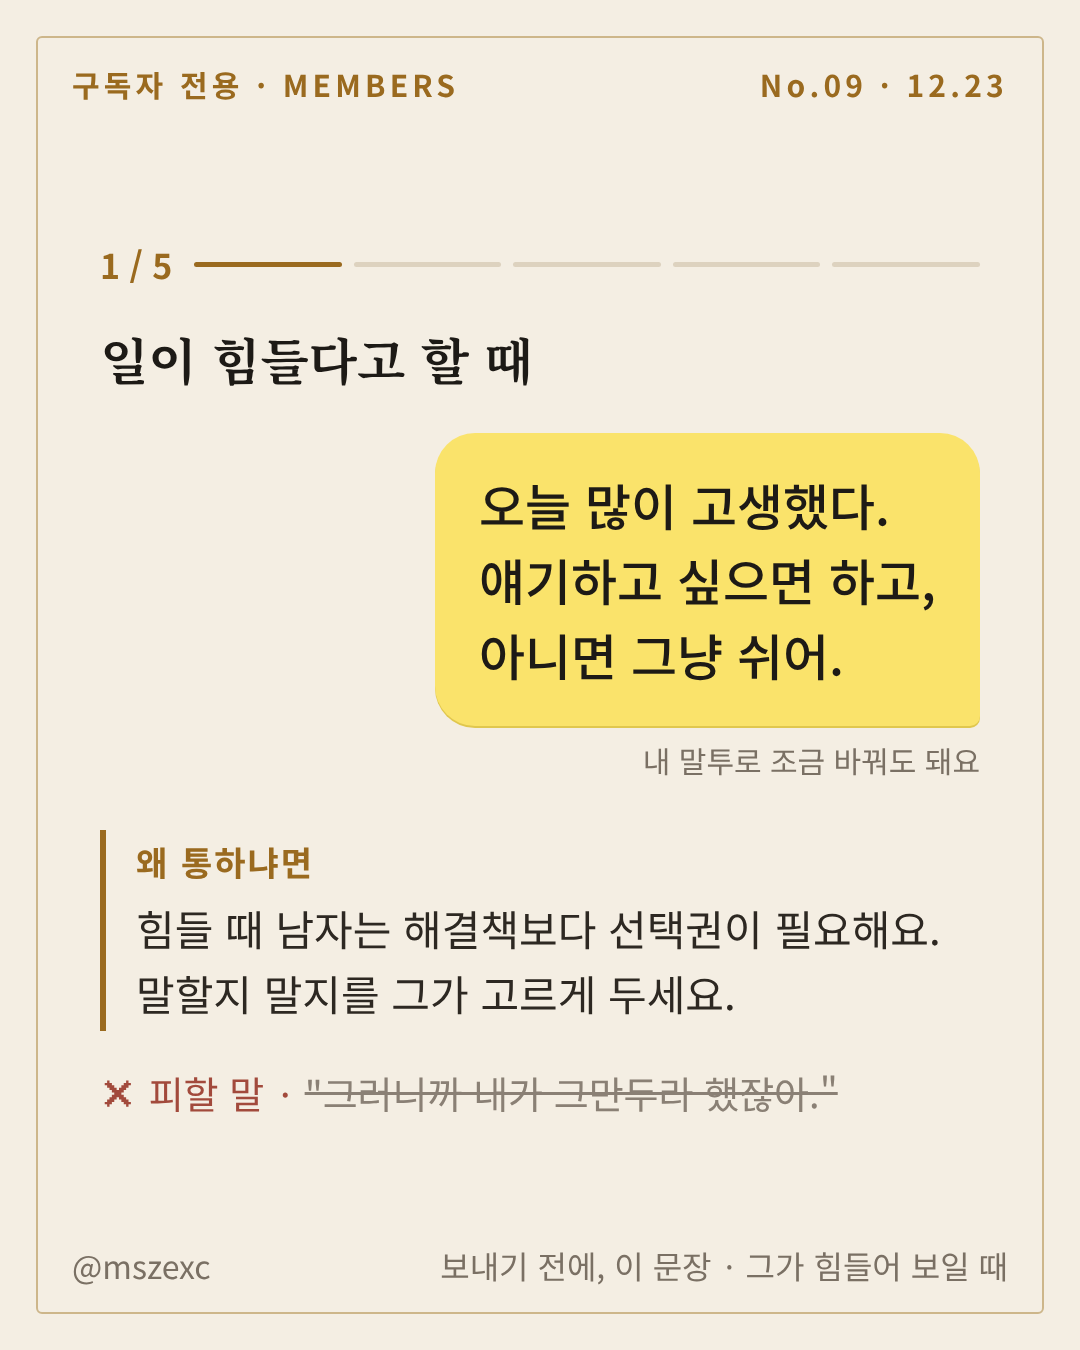 구독자 전용 · MEMBERS
No.09 · 12.23
1 / 5
일이 힘들다고 할 때
오늘 많이 고생했다.
얘기하고 싶으면 하고,
아니면 그냥 쉬어.
내 말투로 조금 바꿔도 돼요
왜 통하냐면
힘들 때 남자는 해결책보다 선택권이 필요해요.
말할지 말지를 그가 고르게 두세요.
✕ 피할 말 · "그러니까 내가 그만두라 했잖아."
@mszexc
보내기 전에, 이 문장 · 그가 힘들어 보일 때